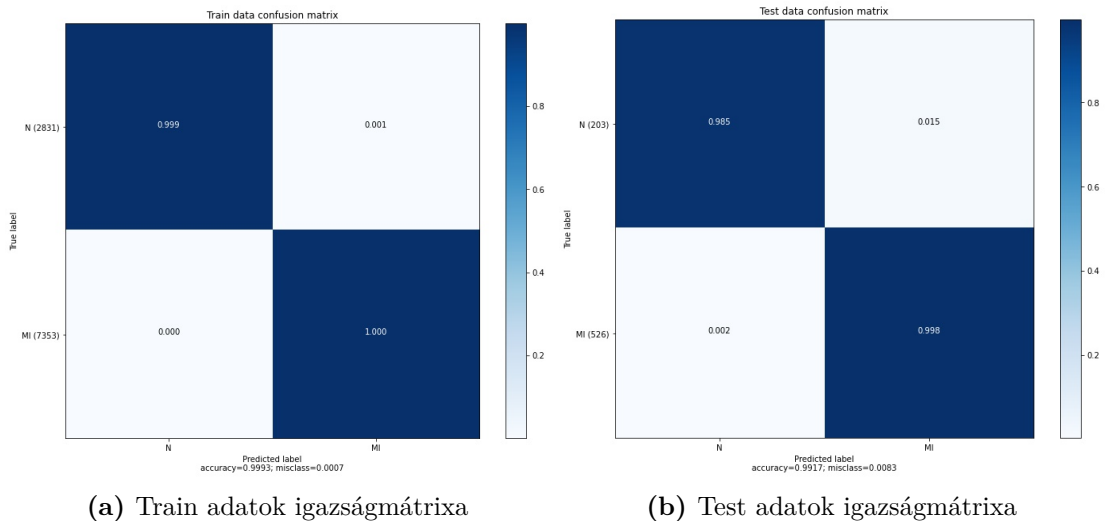 Train data confusion matrix
N (2831)
0.999
0.001
0.8
0.6
True label
0.4
MI (7353)
0.000
1.000
0.2
N
MI
Predicted label
accuracy=0.9993; misclass=0.0007
(a) Train adatok igazságmátrixa
Test data confusion matrix
N (203)
0.985
0.015
0.8
0.6
True label
0.4
MI (526)
0.002
0.998
0.2
N
MI
Predicted label
accuracy=0.9917; misclass=0.0083
(b) Test adatok igazságmátrixa